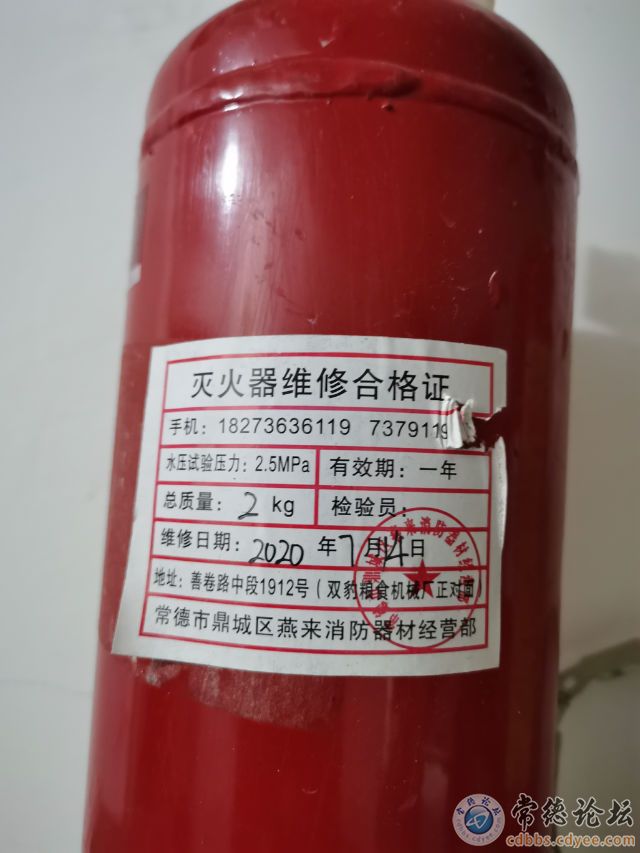 灭火器维修合格证
手机：18273636119 7379119
水压试验压力：2.5MPa 有效期：一年
总质量：2 kg 检验员：
维修日期：2020 年 7 月 14 日
地址：善卷路中段1912号（双豹粮食机械厂正对面
常德市鼎城区燕来消防器材经营部
常德论坛
cdbbs.cdyee.com